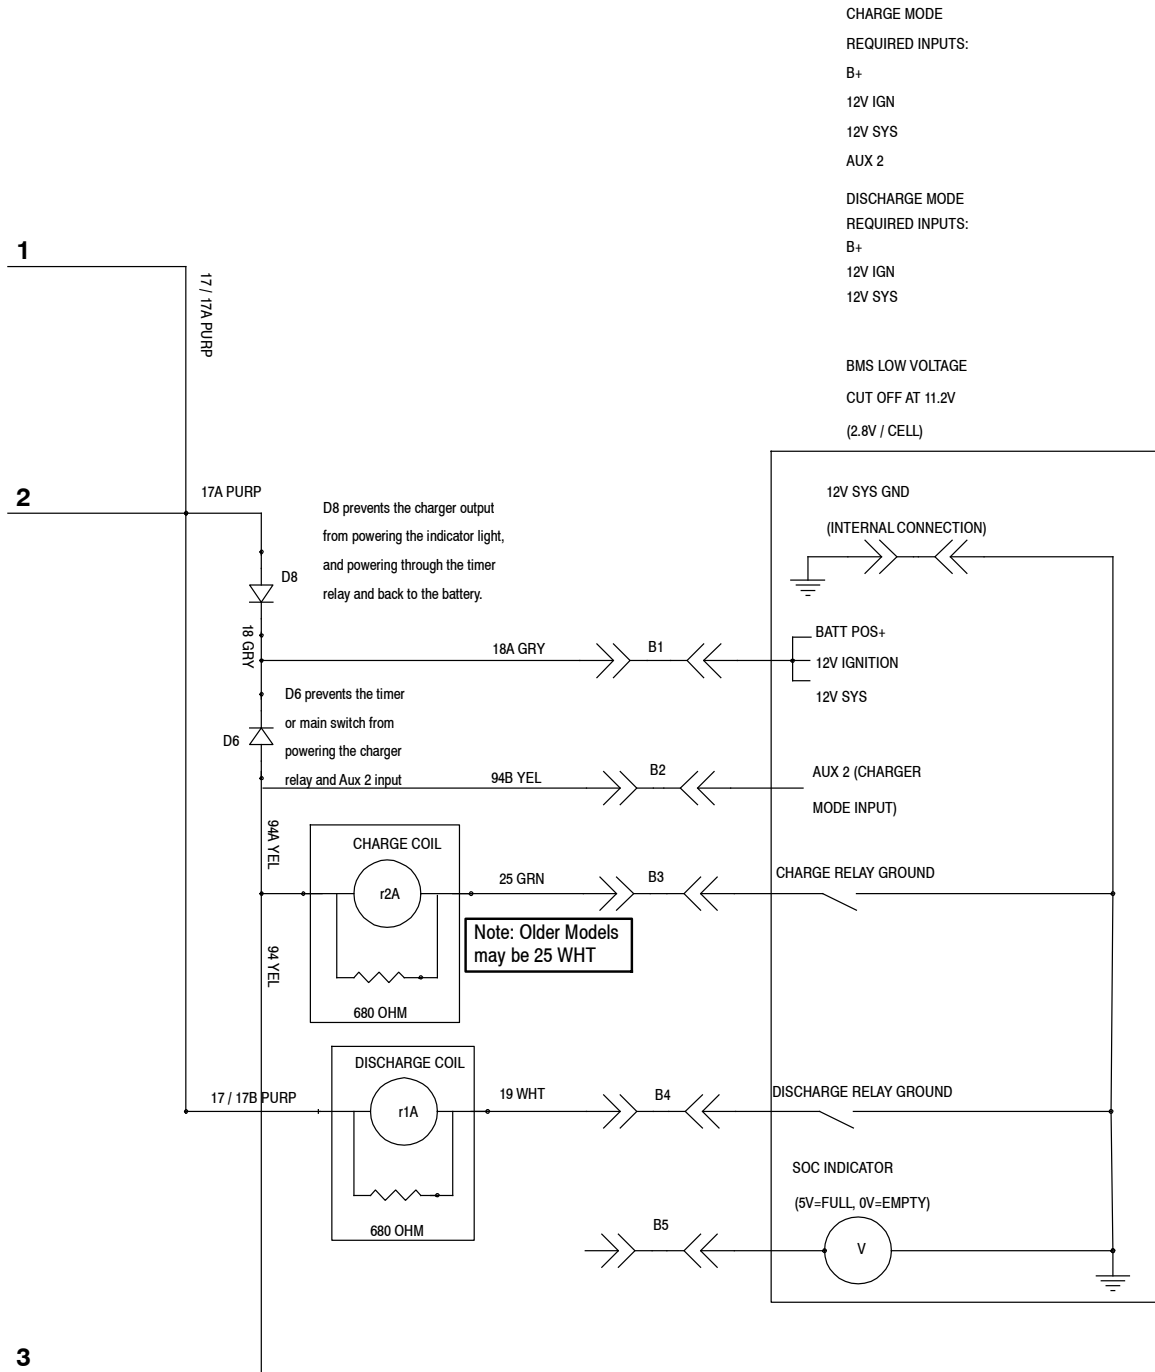 CHARGE MODE
REQUIRED INPUTS:
B+
12V IGN
12V SYS
AUX 2
DISCHARGE MODE
REQUIRED INPUTS:
B+
12V IGN
12V SYS
BMS LOW VOLTAGE
CUT OFF AT 11.2V
(2.8V / CELL)
1
17 / 17A PURP
2
17A PURP
D8 prevents the charger output
from powering the indicator light,
and powering through the timer
relay and back to the battery.
D8
12V SYS GND
(INTERNAL CONNECTION)
18 GRY
18A GRY
B1
BATT POS+
12V IGNITION
12V SYS
D6 prevents the timer
or main switch from
powering the charger
relay and Aux 2 input
D6
94B YEL
B2
AUX 2 (CHARGER
MODE INPUT)
94A YEL
CHARGE COIL
r2A
680 OHM
25 GRN
B3
CHARGE RELAY GROUND
Note: Older Models
may be 25 WHT
94 YEL
17 / 17B PURP
DISCHARGE COIL
r1A
680 OHM
19 WHT
B4
DISCHARGE RELAY GROUND
SOC INDICATOR
(5V=FULL, 0V=EMPTY)
B5
V
3